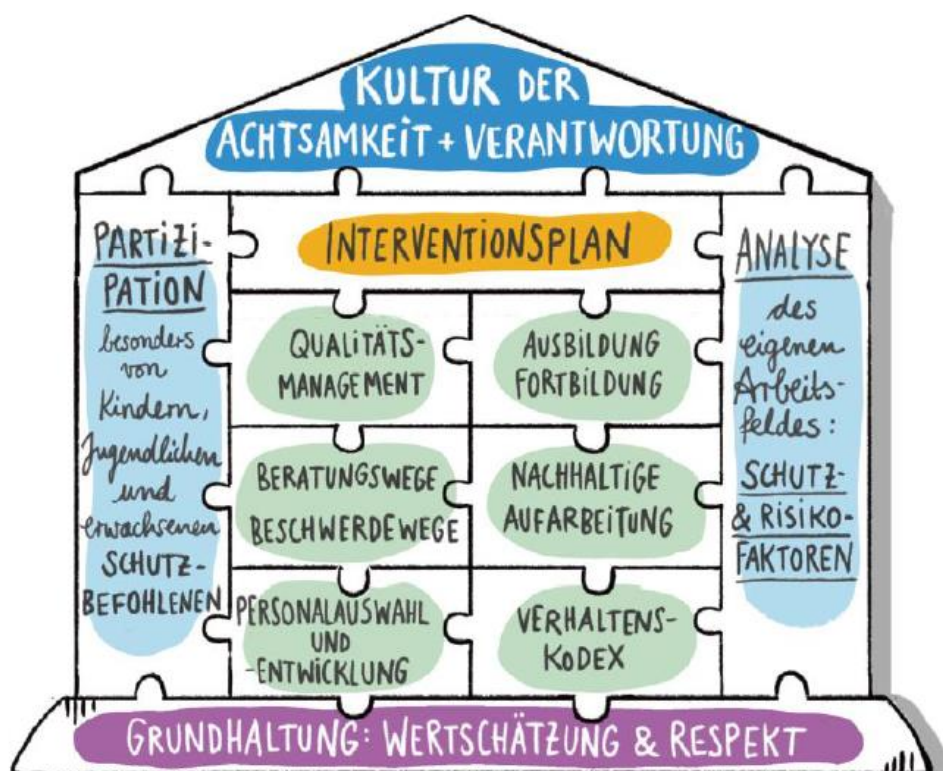 KULTUR DER
ACHTSAMKEIT + VERANTWORTUNG
PARTIZI-
PATION
besonders
von
Kindern,
Jugendlichen
und
erwachsenen
SCHUTZ-
BEFOHLENEN
INTERVENTIONSPLAN
QUALITÄTS-
MANAGEMENT
AUSBILDUNG
FORTBILDUNG
BERATUNGSWEGE
BESCHWERDEWEGE
NACHHALTIGE
AUFARBEITUNG
PERSONALAUSWAHL
UND
-ENTWICKLUNG
VERHALTENS-
KODEX
ANALYSE
des
eigenen
Arbeits-
feldes:
SCHUTZ-
& RISIKO-
FAKTOREN
GRUNDHALTUNG: WERTSCHÄTZUNG & RESPEKT